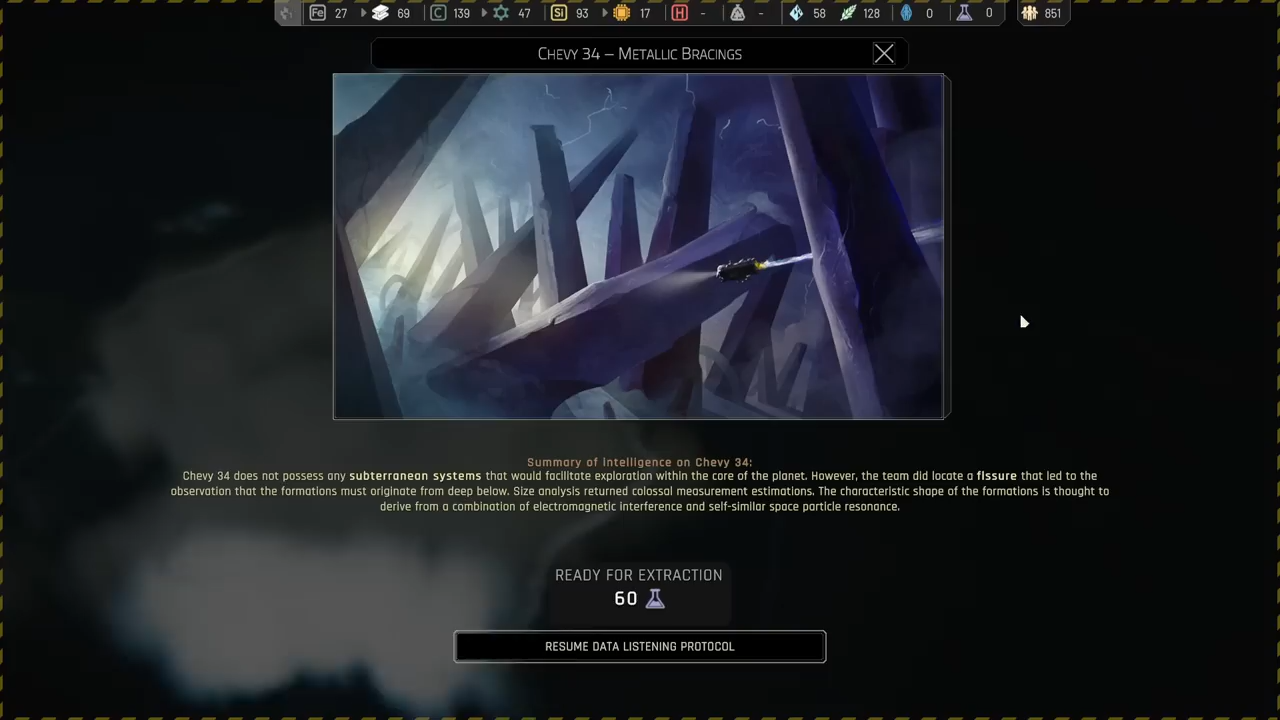 Fe 27 69 C 139 47 Si 93 17 H - - 58 128 0 0 851
Chevy 34 – Metallic Bracings
Summary of Intelligence on Chevy 34:
Chevy 34 does not possess any subterranean systems that would facilitate exploration within the core of the planet. However, the team did locate a fissure that led to the
observation that the formations must originate from deep below. Size analysis returned colossal measurement estimations. The characteristic shape of the formations is thought to
derive from a combination of electromagnetic interference and self-similar space particle resonance.
READY FOR EXTRACTION
60
RESUME DATA LISTENING PROTOCOL